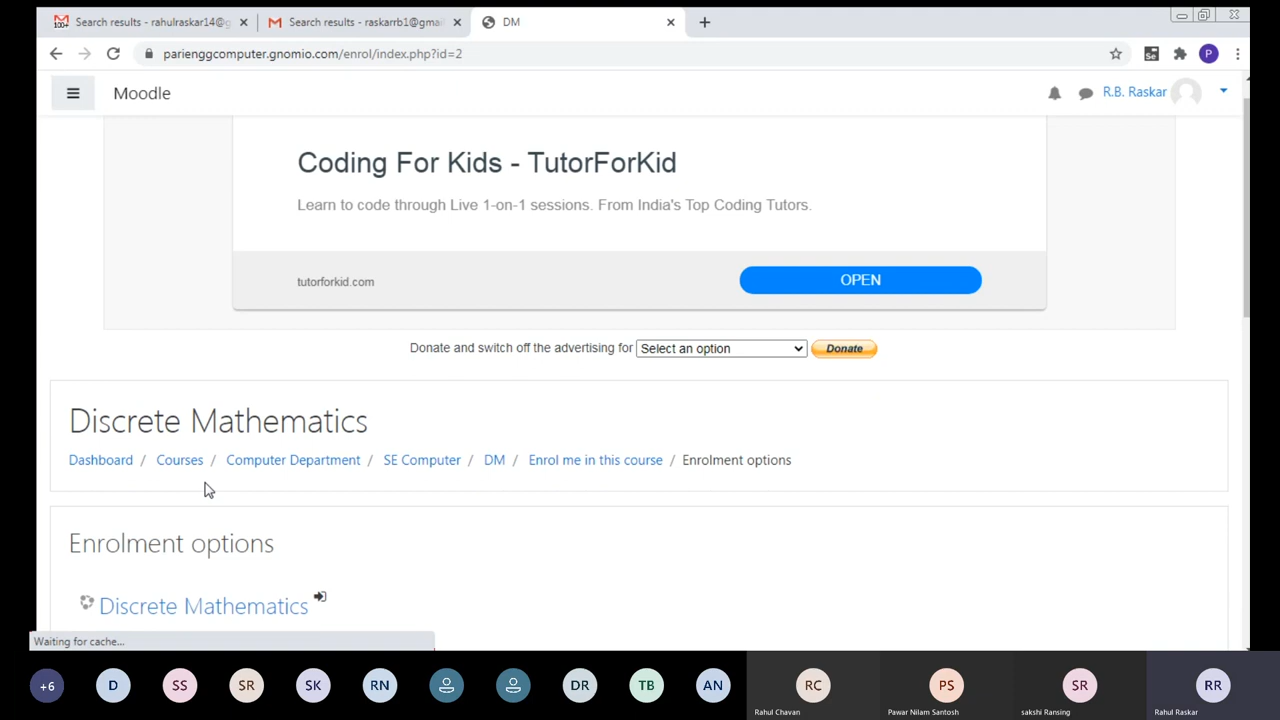 Search results - rahulraskar14@g
Search results - raskarrb1@gmail
DM
parienggcomputer.gnomio.com/enrol/index.php?id=2
Se
P
Moodle
R.B. Raskar
Coding For Kids - TutorForKid
Learn to code through Live 1-on-1 sessions. From India's Top Coding Tutors.
tutorforkid.com
OPEN
Donate and switch off the advertising for Select an option Donate
Discrete Mathematics
Dashboard / Courses / Computer Department / SE Computer / DM / Enrol me in this course / Enrolment options
Enrolment options
Discrete Mathematics
Waiting for cache...
+6 D SS SR SK RN DR TB AN RC PS SR RR
Rahul Chavan Pawar Nilam Santosh sakshi Ransing Rahul Raskar